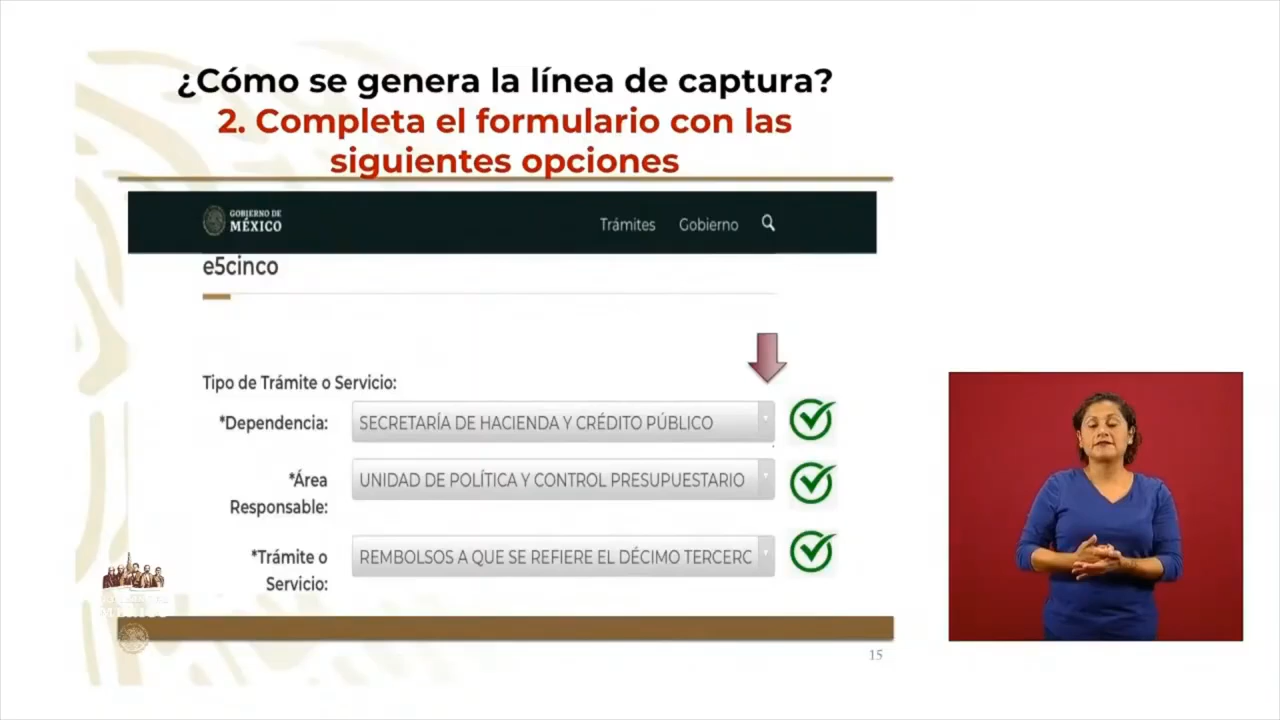 ¿Cómo se genera la línea de captura?
2. Completa el formulario con las
siguientes opciones
GOBIERNO DE
MÉXICO
Trámites Gobierno
e5cinco
Tipo de Trámite o Servicio:
*Dependencia: SECRETARÍA DE HACIENDA Y CRÉDITO PÚBLICO
*Área
Responsable:
UNIDAD DE POLÍTICA Y CONTROL PRESUPUESTARIO
*Trámite o
Servicio:
REMBOLSOS A QUE SE REFIERE EL DÉCIMO TERCERC
15